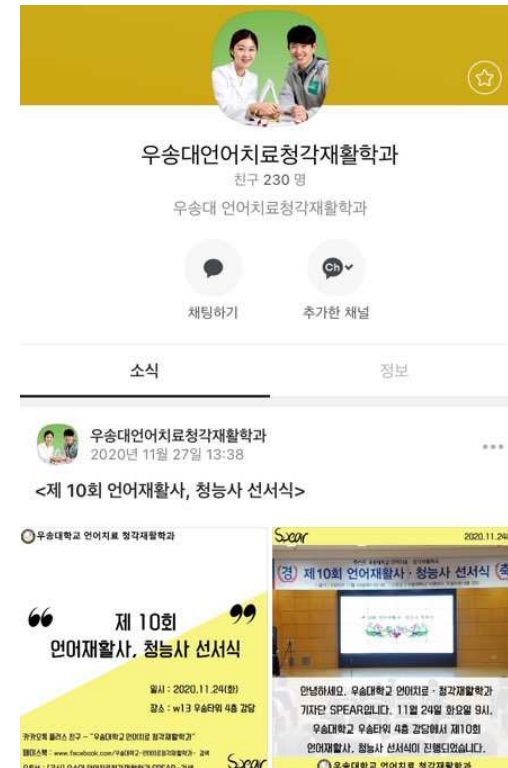 우송대언어치료청각재활학과
친구 230 명
우송대 언어치료청각재활학과
Ch
채팅하기
추가한 채널
소식
정보
우송대언어치료청각재활학과
2020년 11월 27일 13:38
<제 10회 언어재활사, 청능사 선서식>
우송대학교 언어치료 청각재활학과
“ 제 10회 ”
언어재활사, 청능사 선서식
일시 : 2020.11.24(화)
장소 : w13 우송타워 4층 강당
카카오톡 플러스 친구 - "우송대학교 언어치료 청각재활학과"
Spear
Spear
2020.11.24(
(경) 제10회 언어재활사 · 청능사 선서식 (축
안녕하세요. 우송대학교 언어치료 · 청각재활학과
기자단 SPEAR입니다. 11월 24일 화요일 9시.
우송대학교 우송타워 4층 강당에서 제10회
언어재활사, 청능사 선서식이 진행되었습니다.
우송대학교 언어치료 청각재활학과